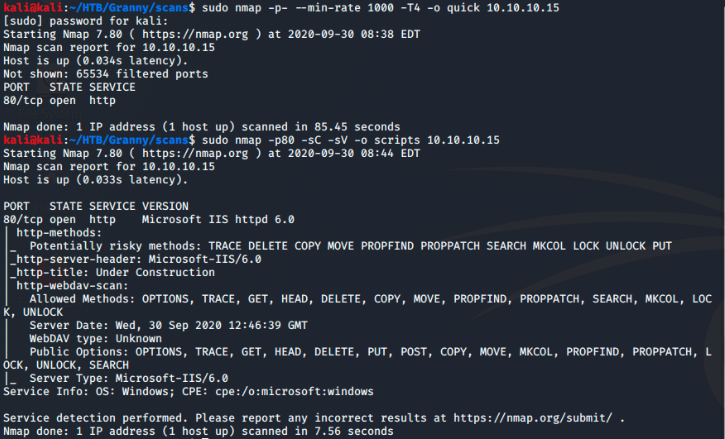 kali@kali:~/HTB/Granny/scans$ sudo nmap -p- --min-rate 1000 -T4 -o quick 10.10.10.15
[sudo] password for kali:
Starting Nmap 7.80 ( https://nmap.org ) at 2020-09-30 08:38 EDT
Nmap scan report for 10.10.10.15
Host is up (0.034s latency).
Not shown: 65534 filtered ports
PORT   STATE SERVICE
80/tcp open  http
Nmap done: 1 IP address (1 host up) scanned in 85.45 seconds
kali@kali:~/HTB/Granny/scans$ sudo nmap -p80 -sC -sV -o scripts 10.10.10.15
Starting Nmap 7.80 ( https://nmap.org ) at 2020-09-30 08:44 EDT
Nmap scan report for 10.10.10.15
Host is up (0.033s latency).
PORT   STATE SERVICE VERSION
80/tcp open  http    Microsoft IIS httpd 6.0
| http-methods:
|_  Potentially risky methods: TRACE DELETE COPY MOVE PROPFIND PROPPATCH SEARCH MKCOL LOCK UNLOCK PUT
|_http-server-header: Microsoft-IIS/6.0
|_http-title: Under Construction
| http-webdav-scan:
|   Allowed Methods: OPTIONS, TRACE, GET, HEAD, DELETE, COPY, MOVE, PROPFIND, PROPPATCH, SEARCH, MKCOL, LOC
K, UNLOCK
|   Server Date: Wed, 30 Sep 2020 12:46:39 GMT
|   WebDAV type: Unknown
|   Public Options: OPTIONS, TRACE, GET, HEAD, DELETE, PUT, POST, COPY, MOVE, MKCOL, PROPFIND, PROPPATCH, L
OCK, UNLOCK, SEARCH
|_  Server Type: Microsoft-IIS/6.0
Service Info: OS: Windows; CPE: cpe:/o:microsoft:windows
Service detection performed. Please report any incorrect results at https://nmap.org/submit/ .
Nmap done: 1 IP address (1 host up) scanned in 7.56 seconds